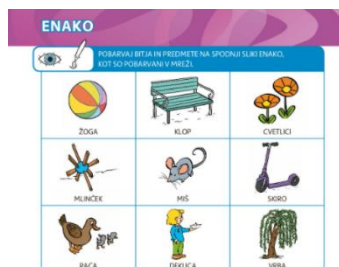 ENAKO
POBARVAJ BITJA IN PREDMETE NA SPODNJI SLIKI ENAKO,
KOT SO POBARVANI V MREŽI.
ŽOGA KLOP CVETLICI
MLINČEK MIŠ SKIRO
RACA DEKLICA VRBA